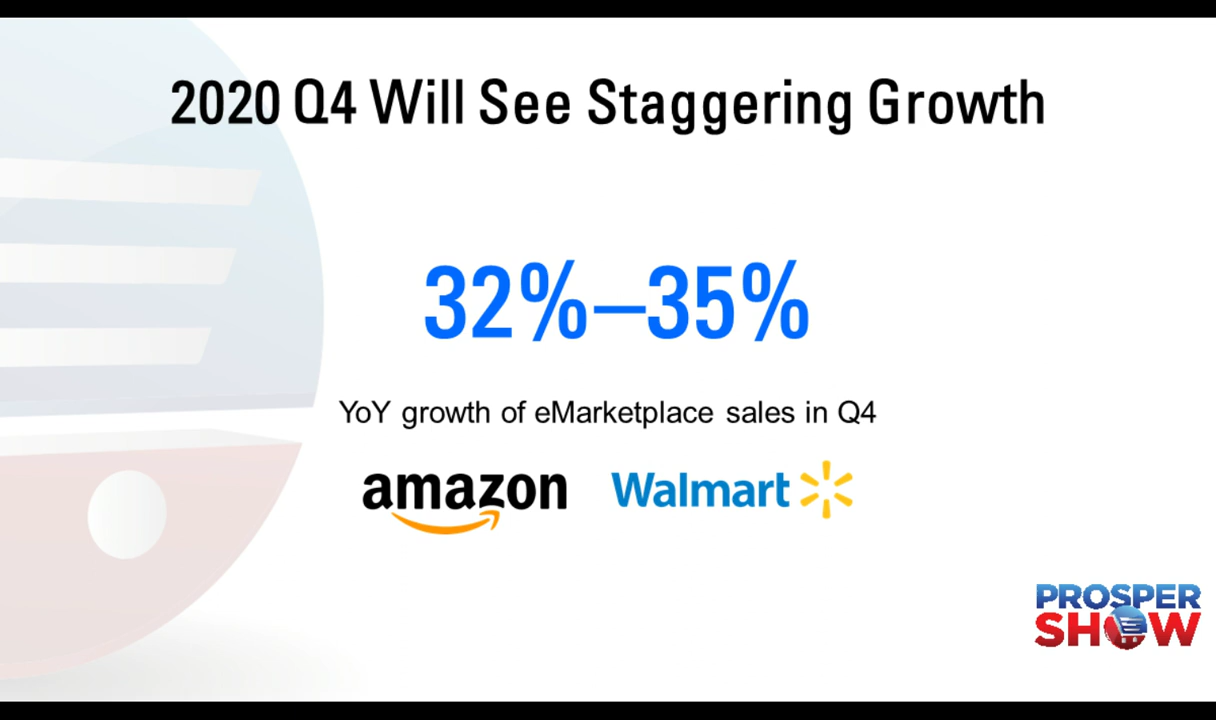 2020 Q4 Will See Staggering Growth
32%–35%
YoY growth of eMarketplace sales in Q4
amazon Walmart
PROSPER
SHOW